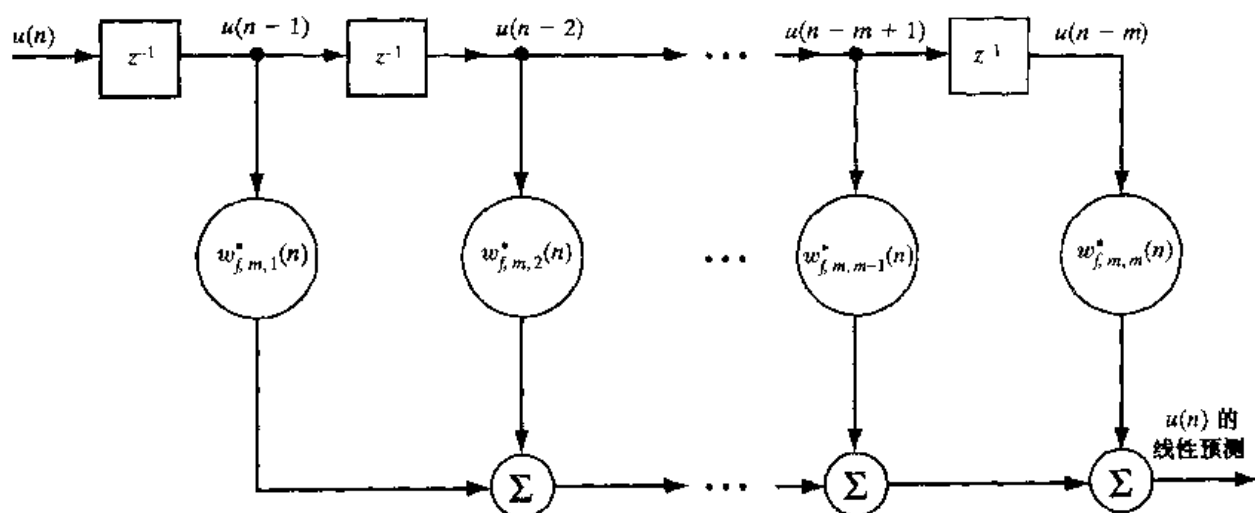 u(n)
u(n − 1)
u(n − 2)
u(n − m + 1)
u(n − m)
z⁻¹
z⁻¹
. . .
z⁻¹
w*f, m, 1(n)
w*f, m, 2(n)
. . .
w*f, m, m−1(n)
w*f, m, m(n)
u(n) 的
线性预测
Σ
. . .
Σ
Σ